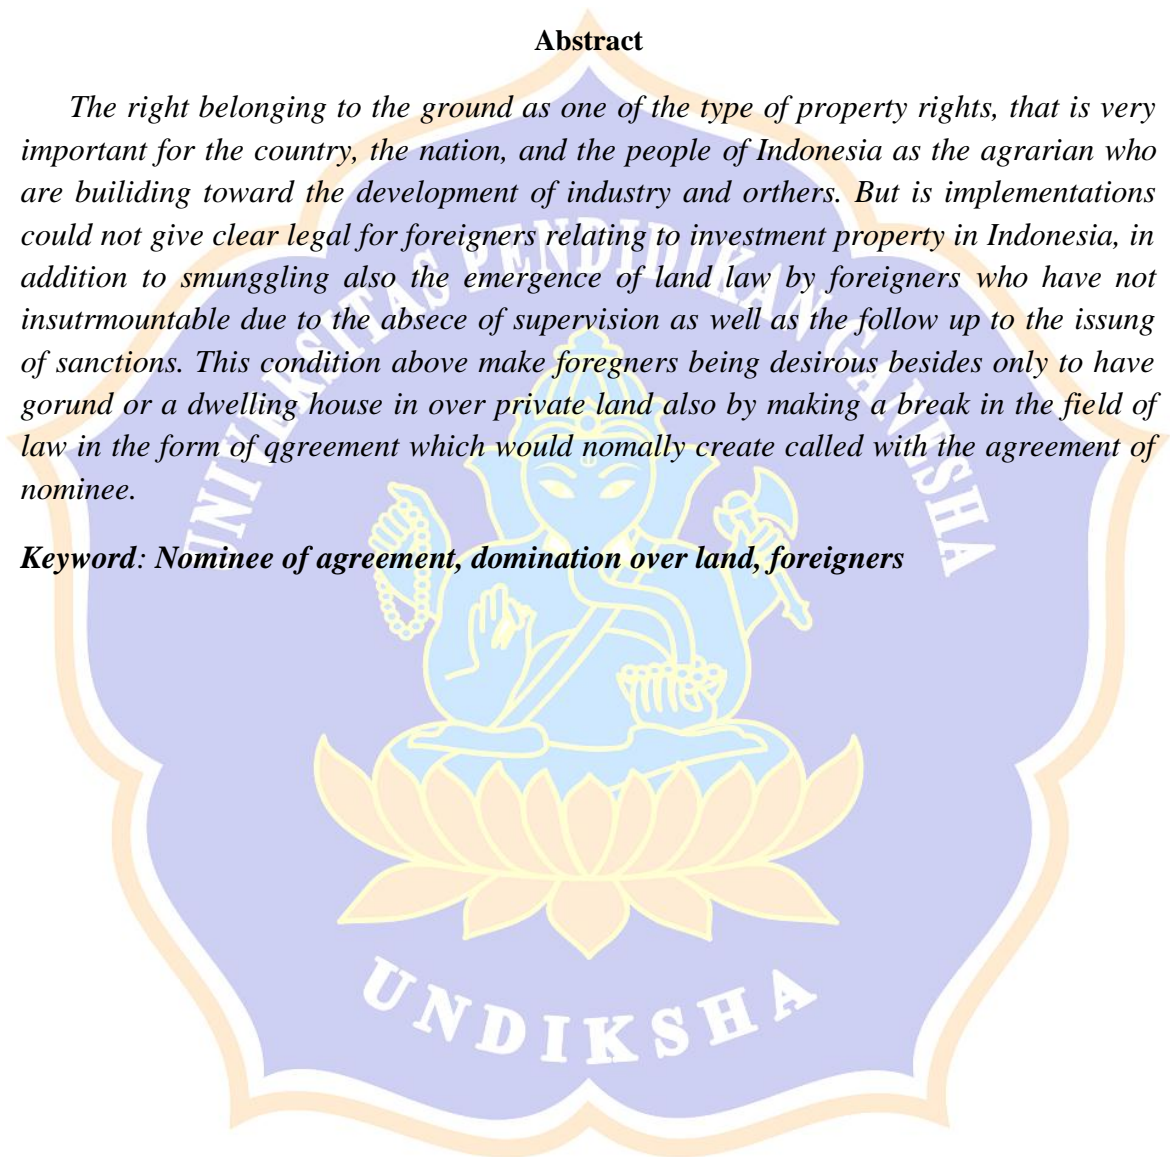 Abstract
The right belonging to the ground as one of the type of property rights, that is very
important for the country, the nation, and the people of Indonesia as the agrarian who
are builiding toward the development of industry and orthers. But is implementations
could not give clear legal for foreigners relating to investment property in Indonesia, in
addition to smunggling also the emergence of land law by foreigners who have not
insutrmountable due to the absece of supervision as well as the follow up to the issung
of sanctions. This condition above make foregners being desirous besides only to have
gorund or a dwelling house in over private land also by making a break in the field of
law in the form of qgreement which would nomally create called with the agreement of
nominee.
Keyword: Nominee of agreement, domination over land, foreigners
UNIVERSITAS PENDIDIKAN GANESHA
UNDIKSHA